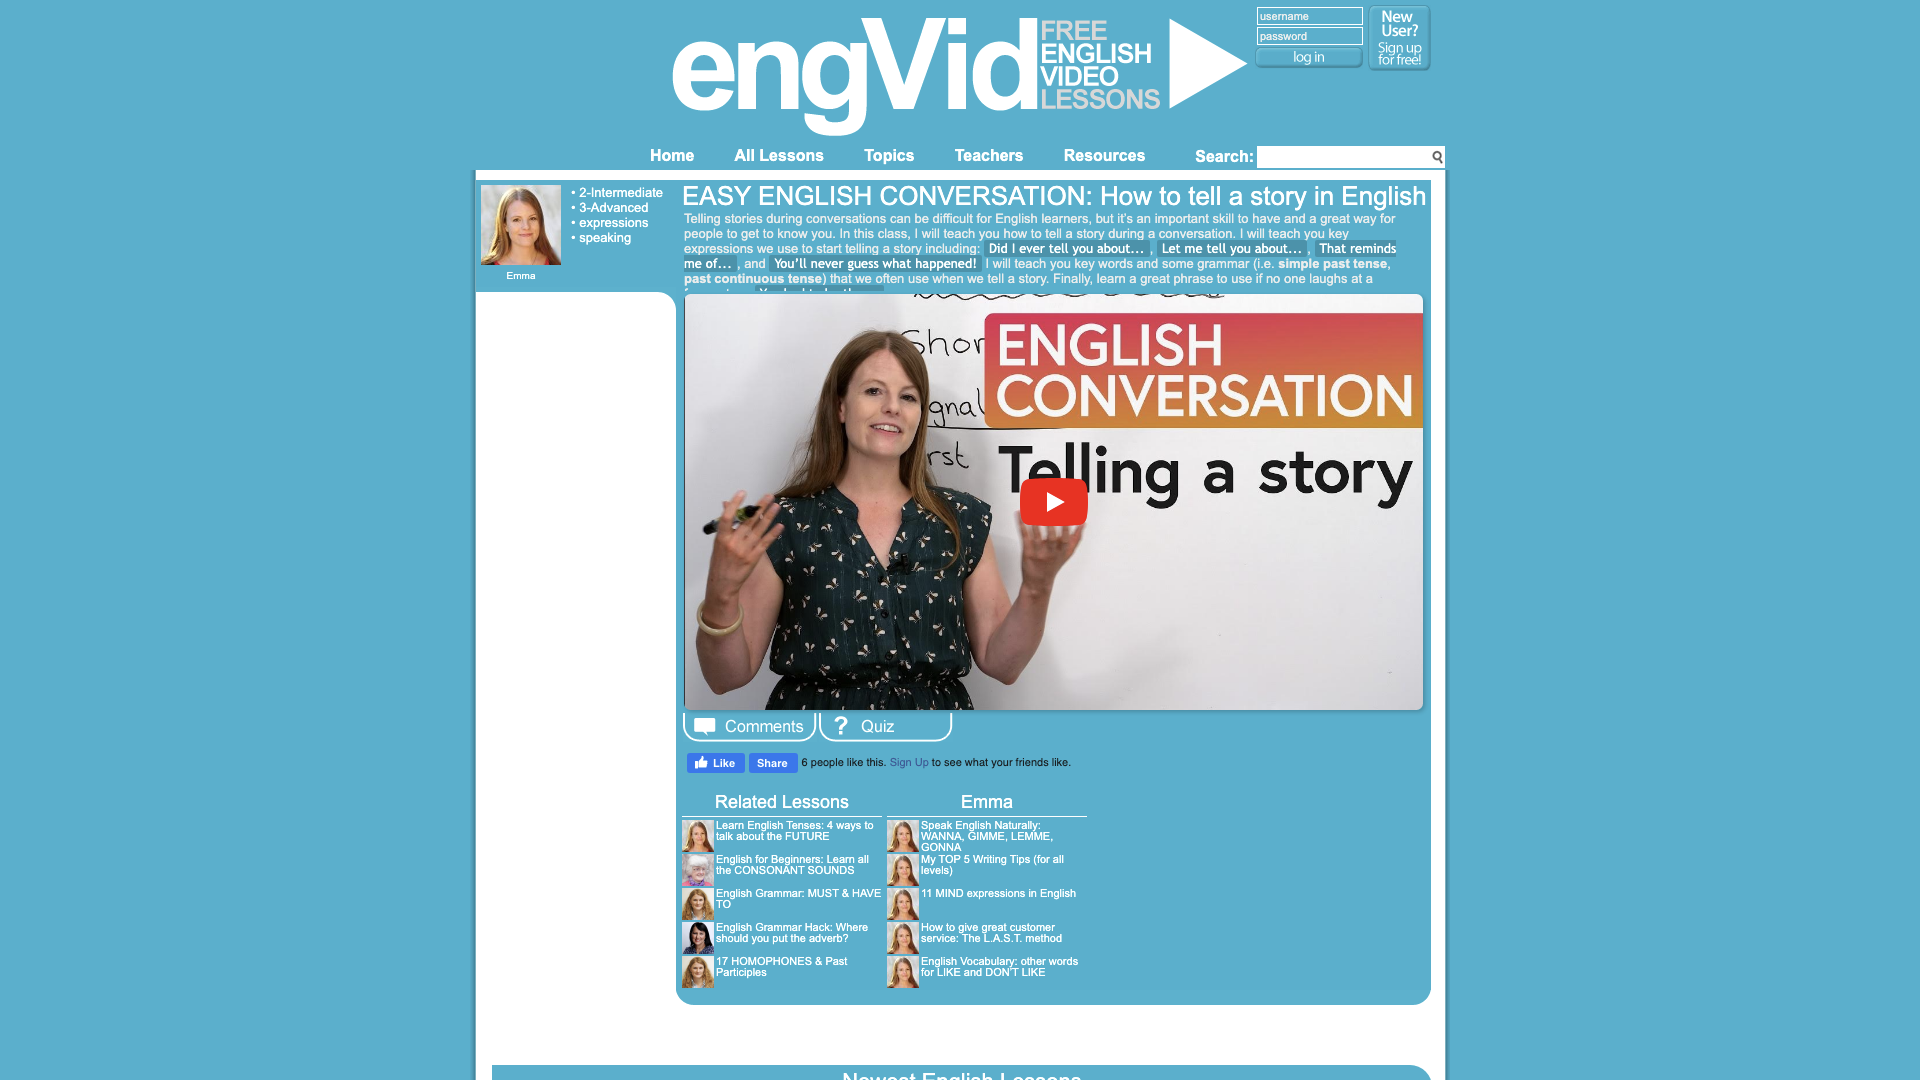 engVid
FREE
ENGLISH
VIDEO
LESSONS
username
password
log in
New
User?
Sign up
for free!
Home
All Lessons
Topics
Teachers
Resources
Search:
Emma
• 2-Intermediate
• 3-Advanced
• expressions
• speaking
EASY ENGLISH CONVERSATION: How to tell a story in English
Telling stories during conversations can be difficult for English learners, but it's an important skill to have and a great way for
people to get to know you. In this class, I will teach you how to tell a story during a conversation. I will teach you key
expressions we use to start telling a story including: Did I ever tell you about… , Let me tell you about… , That reminds
me of… , and You'll never guess what happened! I will teach you key words and some grammar (i.e. simple past tense,
past continuous tense) that we often use when we tell a story. Finally, learn a great phrase to use if no one laughs at a
Shor
gnal
rst
ENGLISH
CONVERSATION
Telling a story
Comments
? Quiz
Like
Share
6 people like this. Sign Up to see what your friends like.
Related Lessons
Learn English Tenses: 4 ways to
talk about the FUTURE
English for Beginners: Learn all
the CONSONANT SOUNDS
English Grammar: MUST & HAVE
TO
English Grammar Hack: Where
should you put the adverb?
17 HOMOPHONES & Past
Participles
Emma
Speak English Naturally:
WANNA, GIMME, LEMME,
GONNA
My TOP 5 Writing Tips (for all
levels)
11 MIND expressions in English
How to give great customer
service: The L.A.S.T. method
English Vocabulary: other words
for LIKE and DON'T LIKE
Newest English Lessons